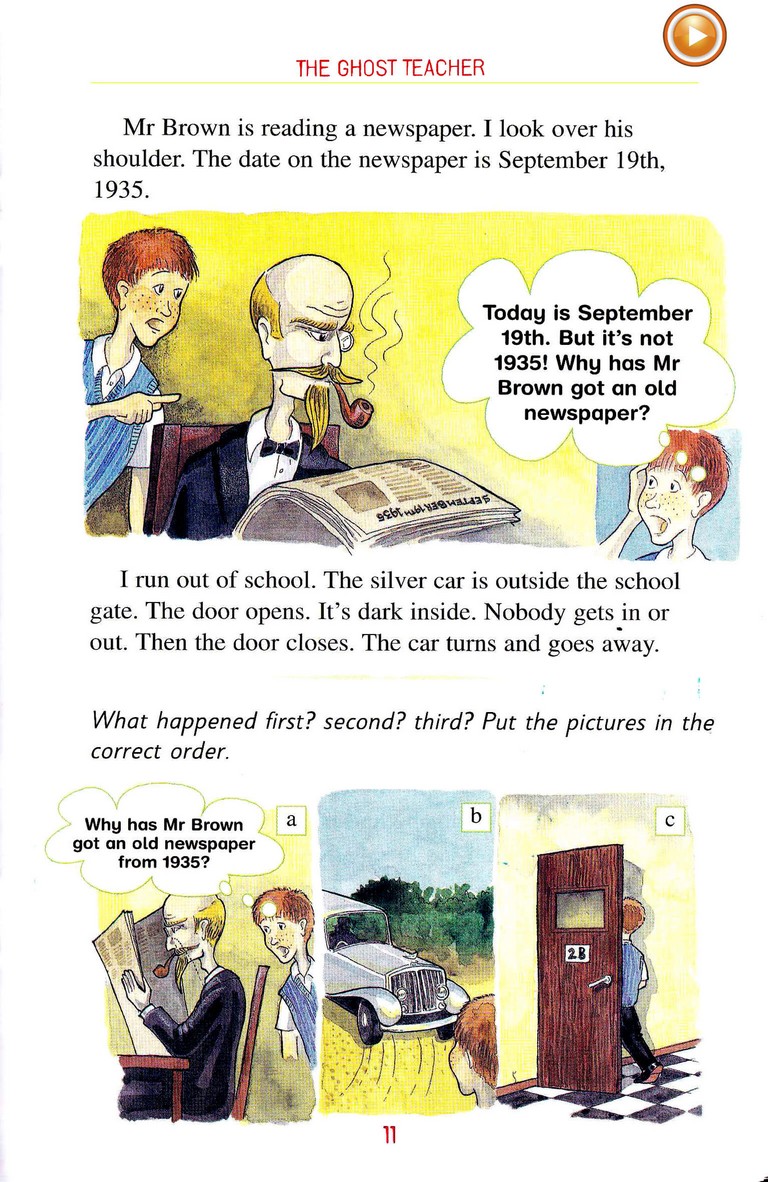 THE GHOST TEACHER
Mr Brown is reading a newspaper. I look over his
shoulder. The date on the newspaper is September 19th,
1935.
Today is September
19th. But it's not
1935! Why has Mr
Brown got an old
newspaper?
SEPTEMBER 19TH 1935
I run out of school. The silver car is outside the school
gate. The door opens. It's dark inside. Nobody gets in or
out. Then the door closes. The car turns and goes away.
What happened first? second? third? Put the pictures in the
correct order.
Why has Mr Brown
got an old newspaper
from 1935?
a
b
c
2B
11